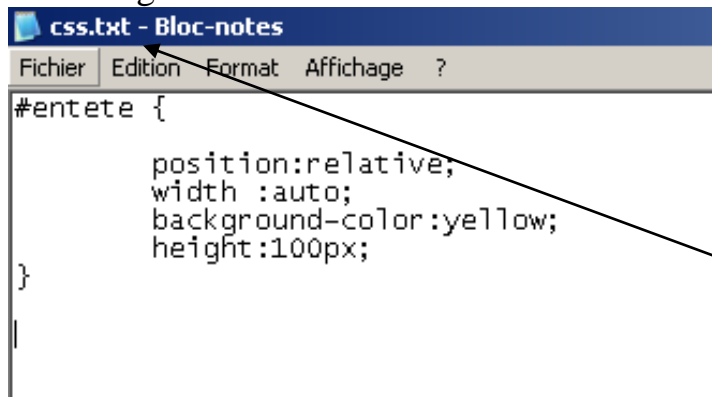 css.txt - Bloc-notes
Fichier Edition Format Affichage ?
#entete {
position:relative;
width :auto;
background-color:yellow;
height:100px;
}